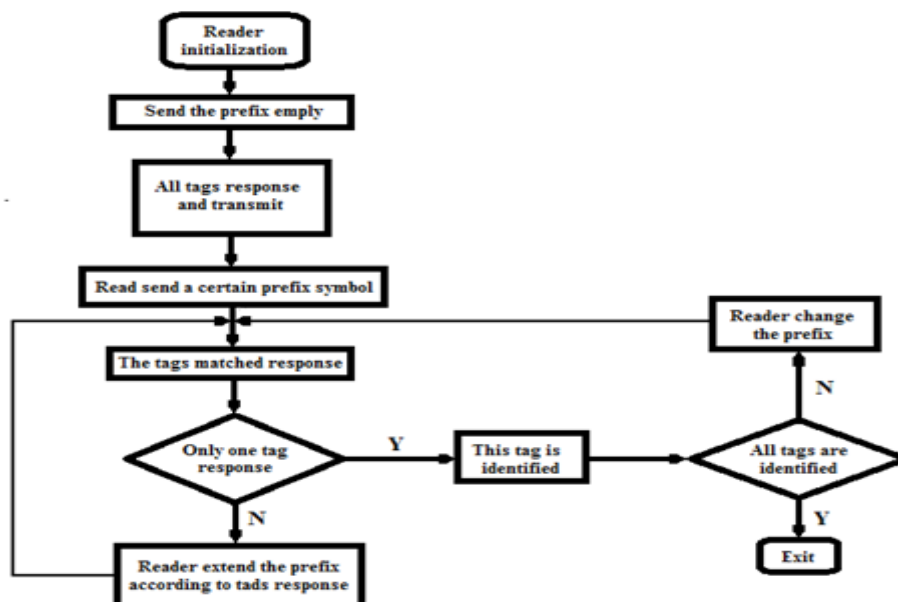 Reader
initialization
Send the prefix emply
All tags response
and transmit
Read send a certain prefix symbol
Reader change
the prefix
The tags matched response
N
Only one tag
response
Y
This tag is
identified
All tags are
identified
N
Y
Reader extend the prefix
according to tads response
Exit